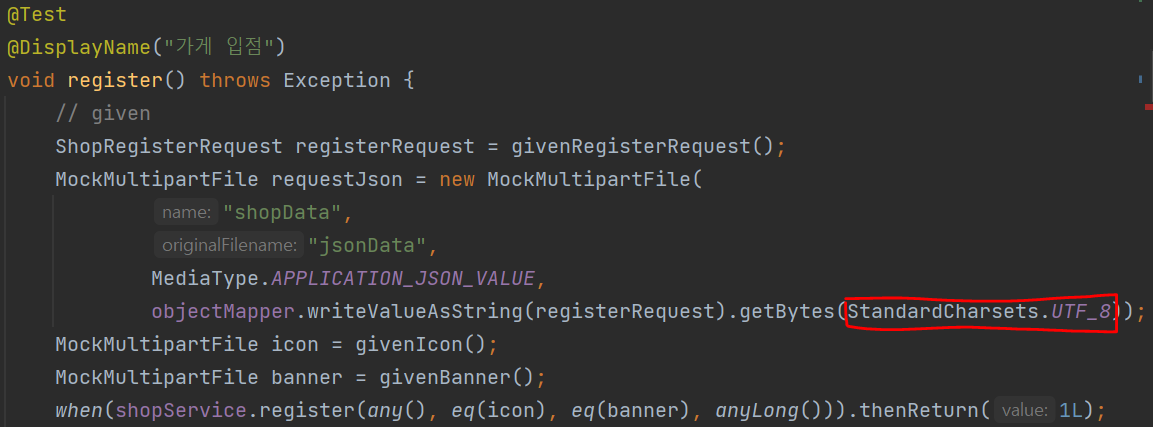 @Test
@DisplayName("가게 입점")
void register() throws Exception {
// given
ShopRegisterRequest registerRequest = givenRegisterRequest();
MockMultipartFile requestJson = new MockMultipartFile(
name: "shopData",
originalFilename: "jsonData",
MediaType.APPLICATION_JSON_VALUE,
objectMapper.writeValueAsString(registerRequest).getBytes(StandardCharsets.UTF_8));
MockMultipartFile icon = givenIcon();
MockMultipartFile banner = givenBanner();
when(shopService.register(any(), eq(icon), eq(banner), anyLong())).thenReturn( value: 1L);